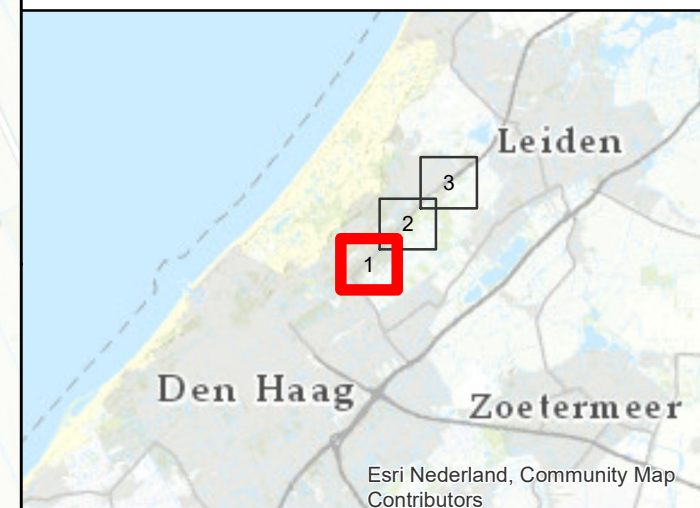 Leiden
3
2
1
Den Haag
Zoetermeer
Esri Nederland, Community Map
Contributors